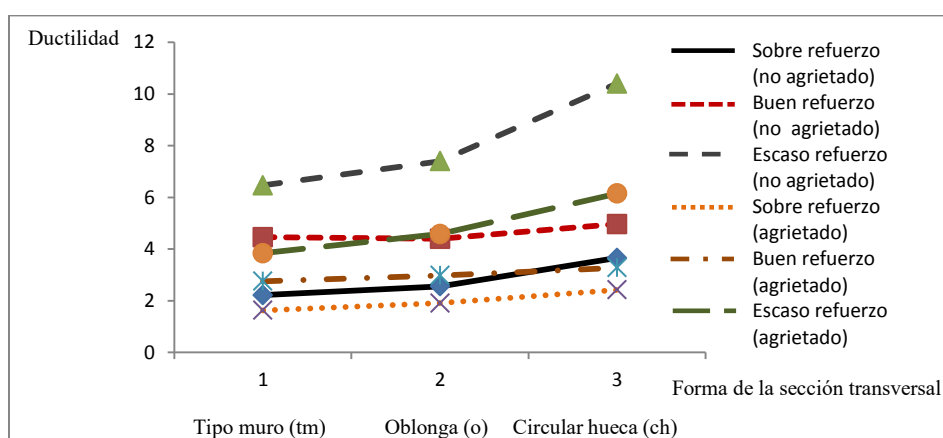 Ductilidad
12
10
8
6
4
2
0
1 2 3
Forma de la sección transversal
Tipo muro (tm) Oblonga (o) Circular hueca (ch)
Sobre refuerzo
(no agrietado)
Buen refuerzo
(no agrietado)
Escaso refuerzo
(no agrietado)
Sobre refuerzo
(agrietado)
Buen refuerzo
(agrietado)
Escaso refuerzo
(agrietado)